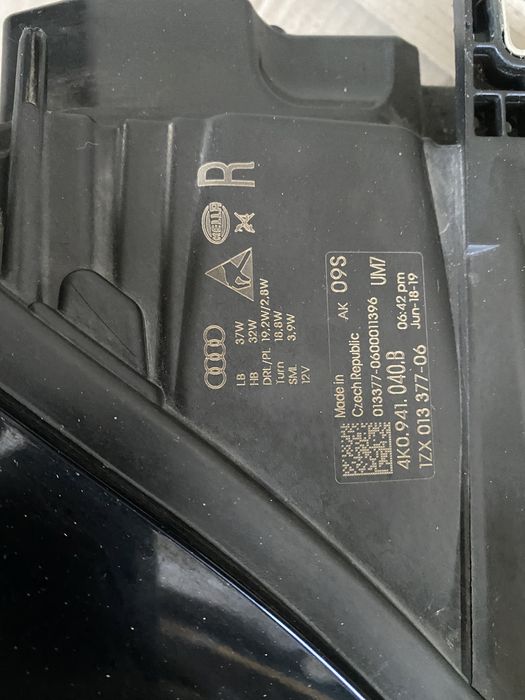 R
HELLA
LB 37W
HB 32W
DRL/PL 19,2W/2,8W
Turn 18,8W
SML 3,9W
12V
Made in
Czech Republic AK 09S
013377-0600011396 UM7
4K0.941.040.B 06:42 pm
1ZX 013 377-06 Jun-18-19